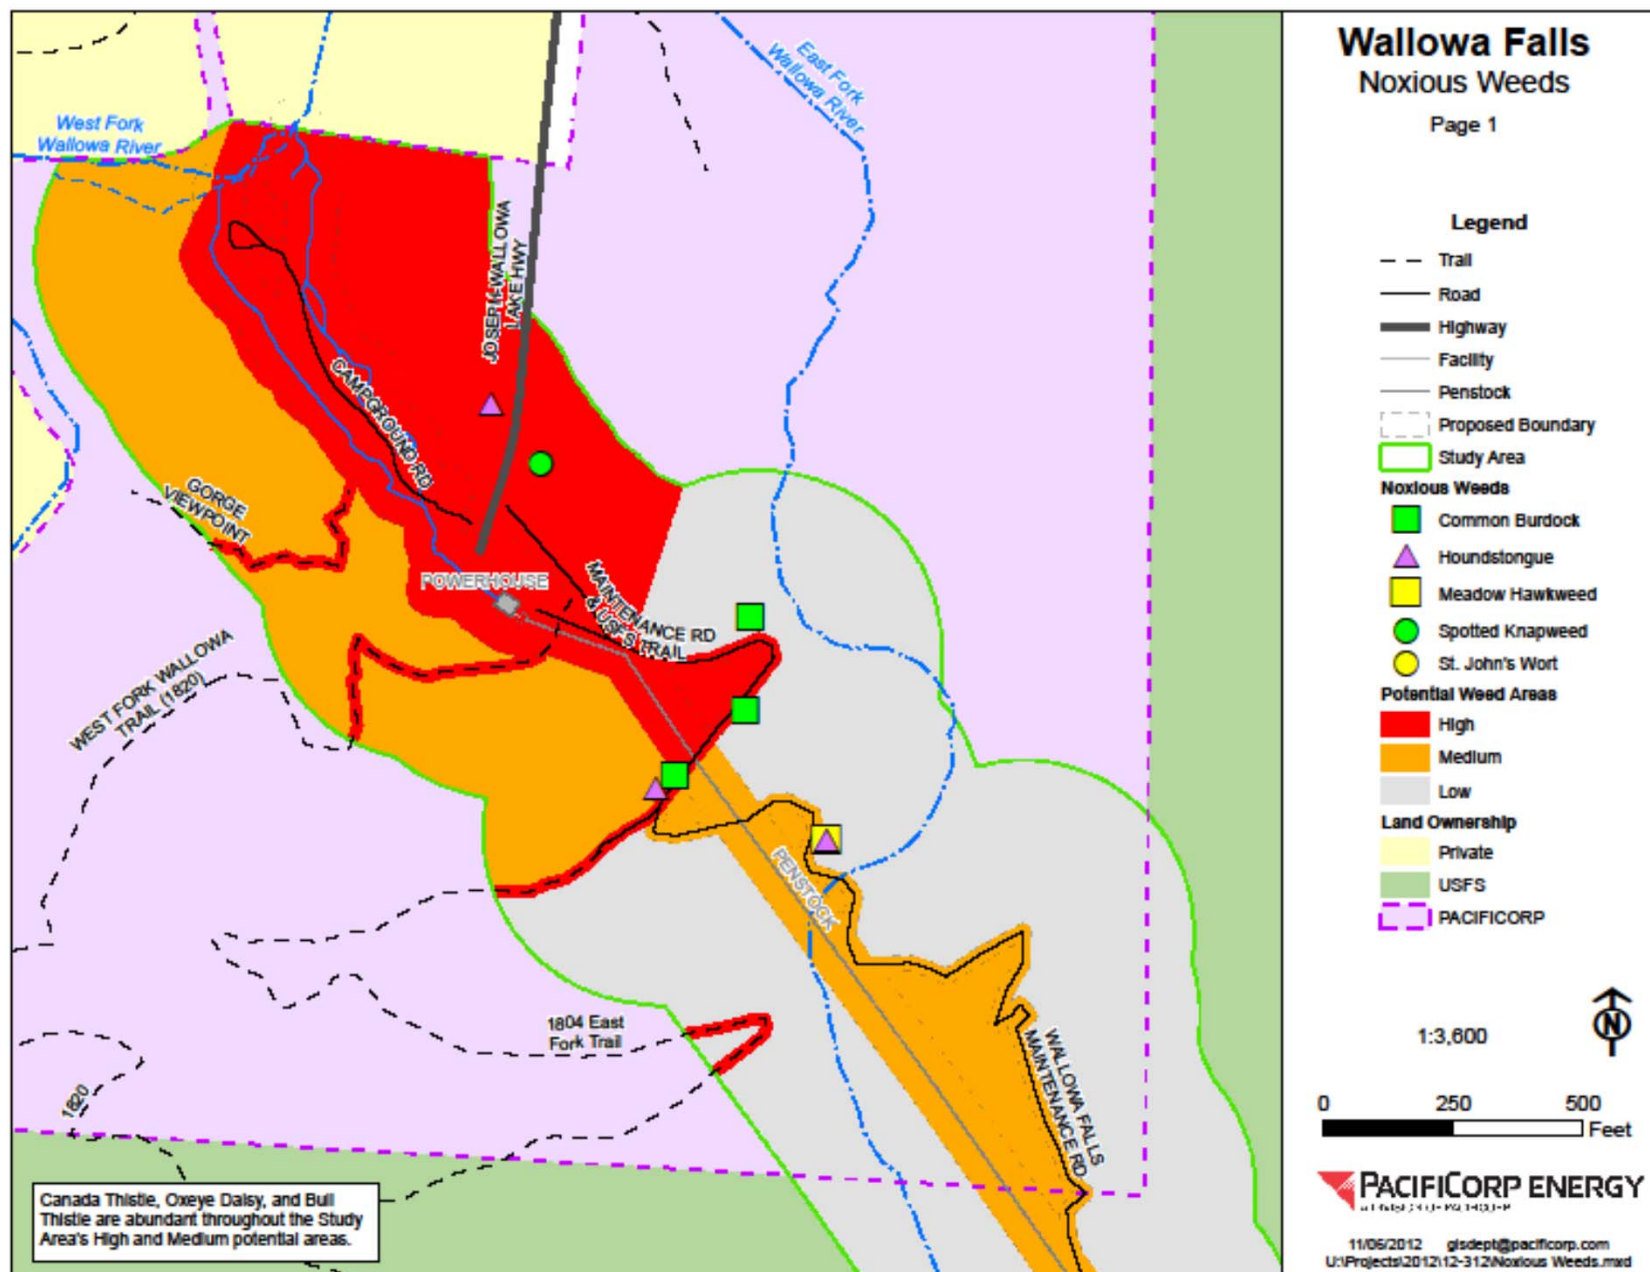 Wallowa Falls
Noxious Weeds
Page 1
Legend
Trail
Road
Highway
Facility
Penstock
Proposed Boundary
Study Area
Noxious Weeds
Common Burdock
Houndstongue
Meadow Hawkweed
Spotted Knapweed
St. John's Wort
Potential Weed Areas
High
Medium
Low
Land Ownership
Private
USFS
PACIFICORP
N
1:3,600
0 250 500
Feet
PACIFICORP ENERGY
A DIVISION OF PACIFICORP
11/06/2012 gisdept@pacificorp.com
U:\Projects\2012\12-312\Noxious Weeds.mxd
West Fork
Wallowa River
East Fork
Wallowa River
JOSEPH-WALLOWA
LAKE HWY
CAMPGROUND RD
GORGE
VIEWPOINT
POWERHOUSE
MAINTENANCE RD
& USFS TRAIL
WEST FORK WALLOWA
TRAIL (1820)
PENSTOCK
1804 East
Fork Trail
WALLOWA FALLS
MAINTENANCE RD
1820
Canada Thistle, Oxeye Daisy, and Bull
Thistle are abundant throughout the Study
Area's High and Medium potential areas.